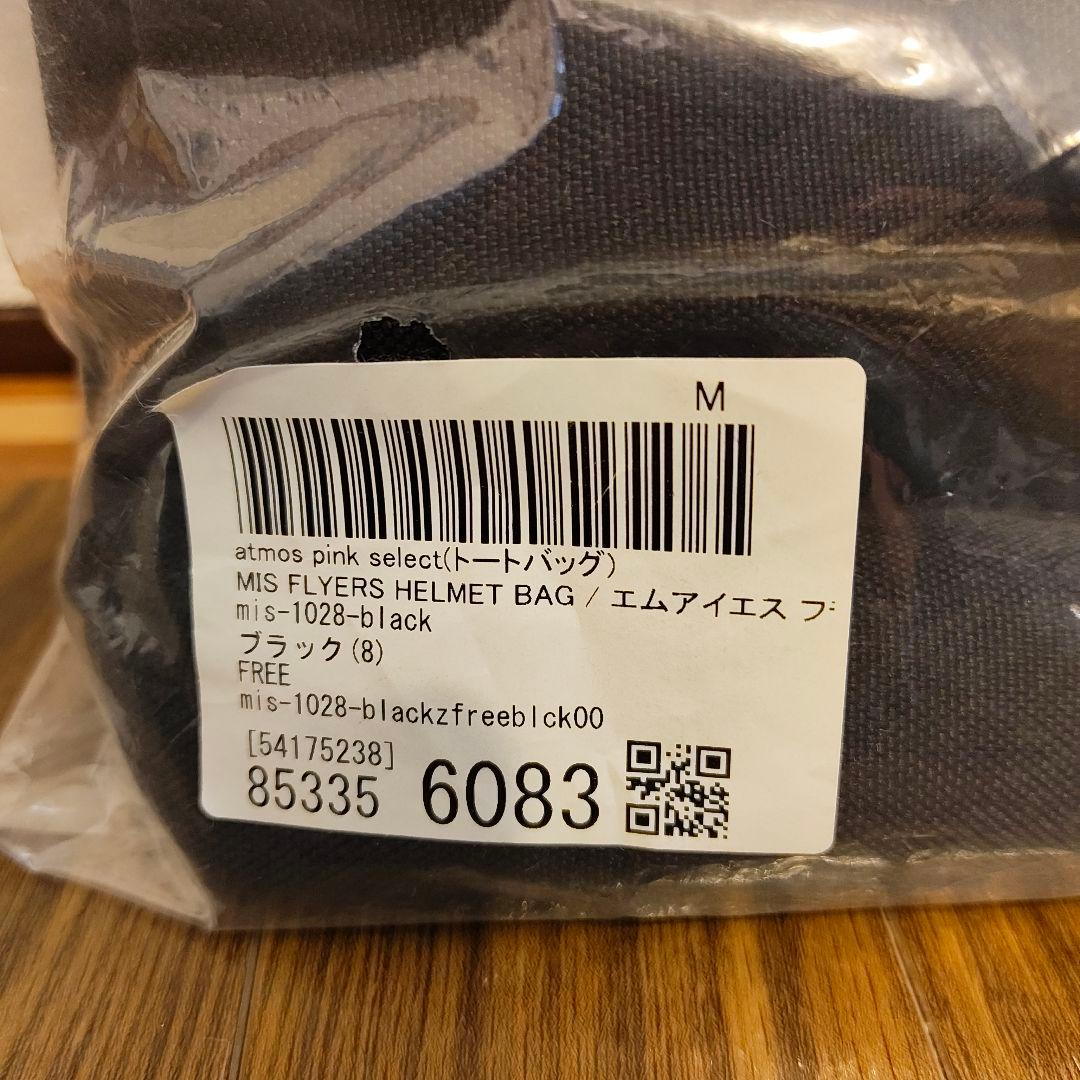 M
atmos pink select(トートバッグ)
MIS FLYERS HELMET BAG / エムアイエス フ
mis-1028-black
ブラック(8)
FREE
mis-1028-blackzfreeblck00
[54175238]
85335 6083